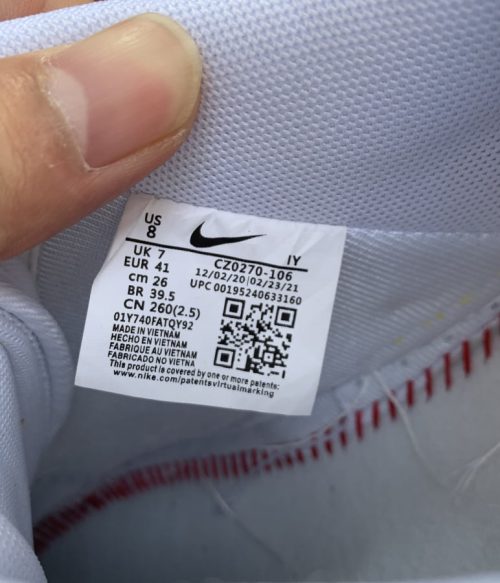 US
8
IY
UK 7
CZ0270-106
EUR 41
12/02/20 02/23/21
cm 26
UPC 00195240633160
BR 39.5
CN 260(2.5)
01Y740FATQY92
MADE IN VIETNAM
HECHO EN VIETNAM
FABRIQUE AU VIETNAM
FABRICADO NO VIETNA
This product is covered by one or more patents:
www.nike.com/patentsvirtualmarking